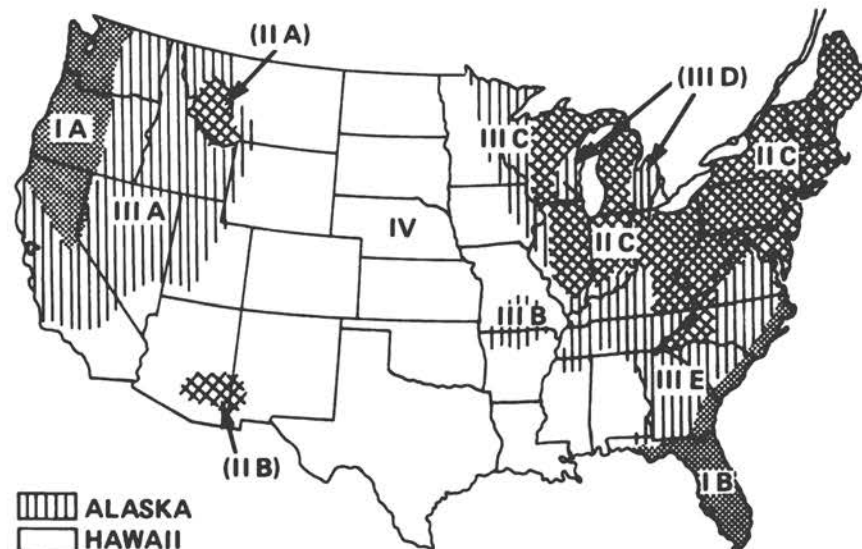 (II A)
(III D)
III C
I A
II C
III A
IV
II C
III B
III E
(II B)
I B
ALASKA
HAWAII